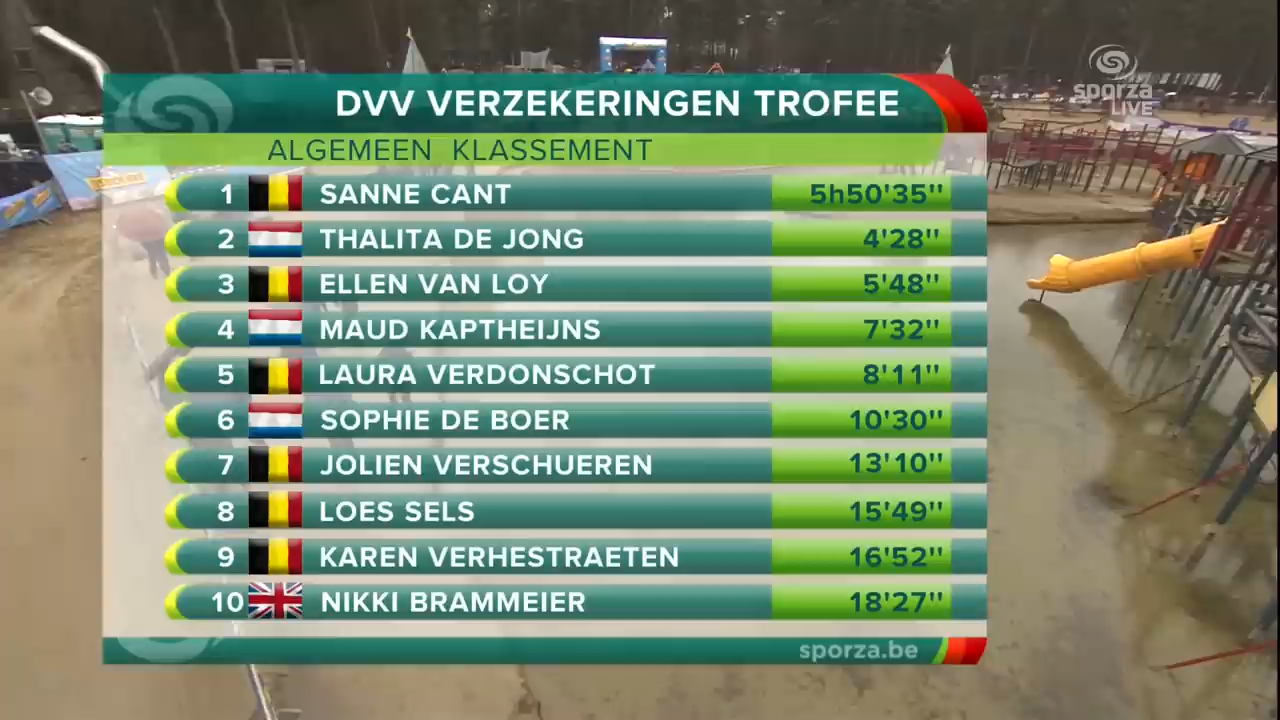 DVV VERZEKERINGEN TROFEE
sporza
LIVE
ALGEMEEN KLASSEMENT
1 SANNE CANT 5h50'35''
2 THALITA DE JONG 4'28''
3 ELLEN VAN LOY 5'48''
4 MAUD KAPTHEIJNS 7'32''
5 LAURA VERDONSCHOT 8'11''
6 SOPHIE DE BOER 10'30''
7 JOLIEN VERSCHUEREN 13'10''
8 LOES SELS 15'49''
9 KAREN VERHESTRAETEN 16'52''
10 NIKKI BRAMMEIER 18'27''
sporza.be